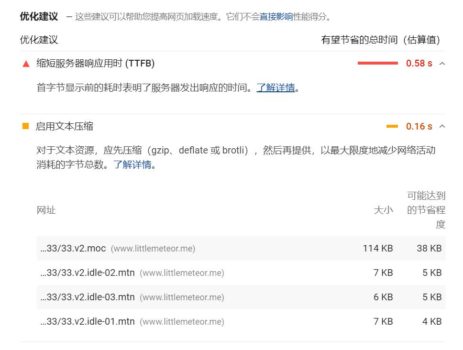 优化建议 — 这些建议可以帮助您提高网页加载速度。它们不会直接影响性能得分。
优化建议 有望节省的总时间（估算值）
缩短服务器响应用时 (TTFB) 0.58 s
首字节显示前的耗时表明了服务器发出响应的时间。了解详情。
启用文本压缩 0.16 s
对于文本资源，应先压缩（gzip、deflate 或 brotli），然后再提供，以最大限度地减少网络活动
消耗的字节总数。了解详情。
网址 大小 可能达到
的节省程
度
...33/33.v2.moc (www.littlemeteor.me) 114 KB 38 KB
...33/33.v2.idle-02.mtn (www.littlemeteor.me) 7 KB 5 KB
...33/33.v2.idle-03.mtn (www.littlemeteor.me) 6 KB 5 KB
...33/33.v2.idle-01.mtn (www.littlemeteor.me) 7 KB 4 KB